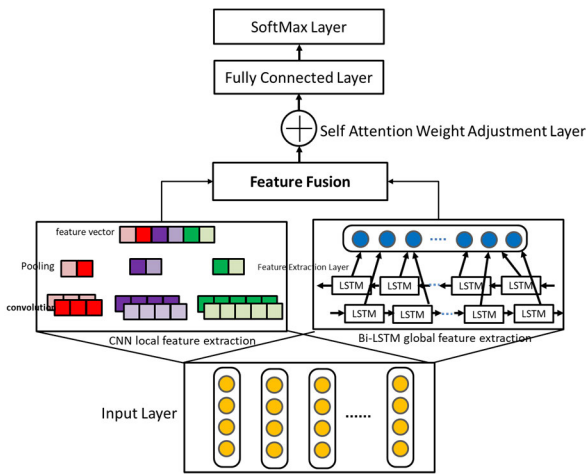 SoftMax Layer
Fully Connected Layer
Self Attention Weight Adjustment Layer
Feature Fusion
feature vector
Pooling
convolution
CNN local feature extraction
Feature Extraction Layer
LSTM LSTM LSTM LSTM
LSTM LSTM LSTM LSTM
Bi-LSTM global feature extraction
Input Layer